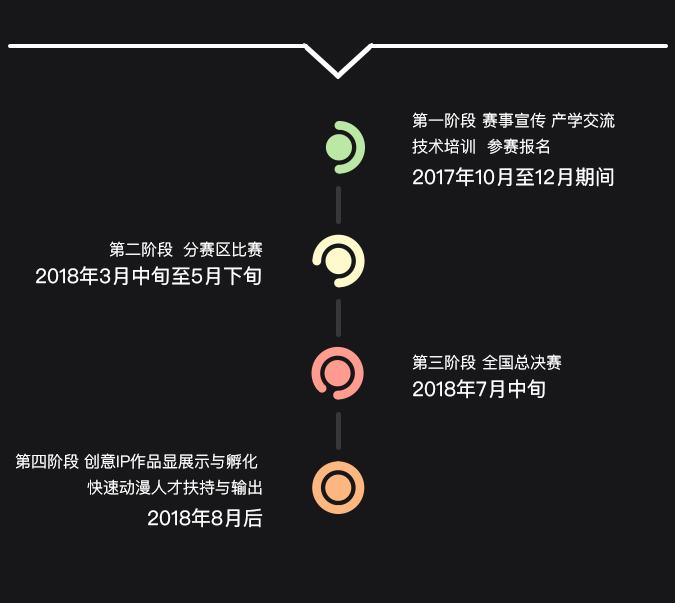 第一阶段 赛事宣传 产学交流
技术培训 参赛报名
2017年10月至12月期间
第二阶段 分赛区比赛
2018年3月中旬至5月下旬
第三阶段 全国总决赛
2018年7月中旬
第四阶段 创意IP作品显展示与孵化
快速动漫人才扶持与输出
2018年8月后